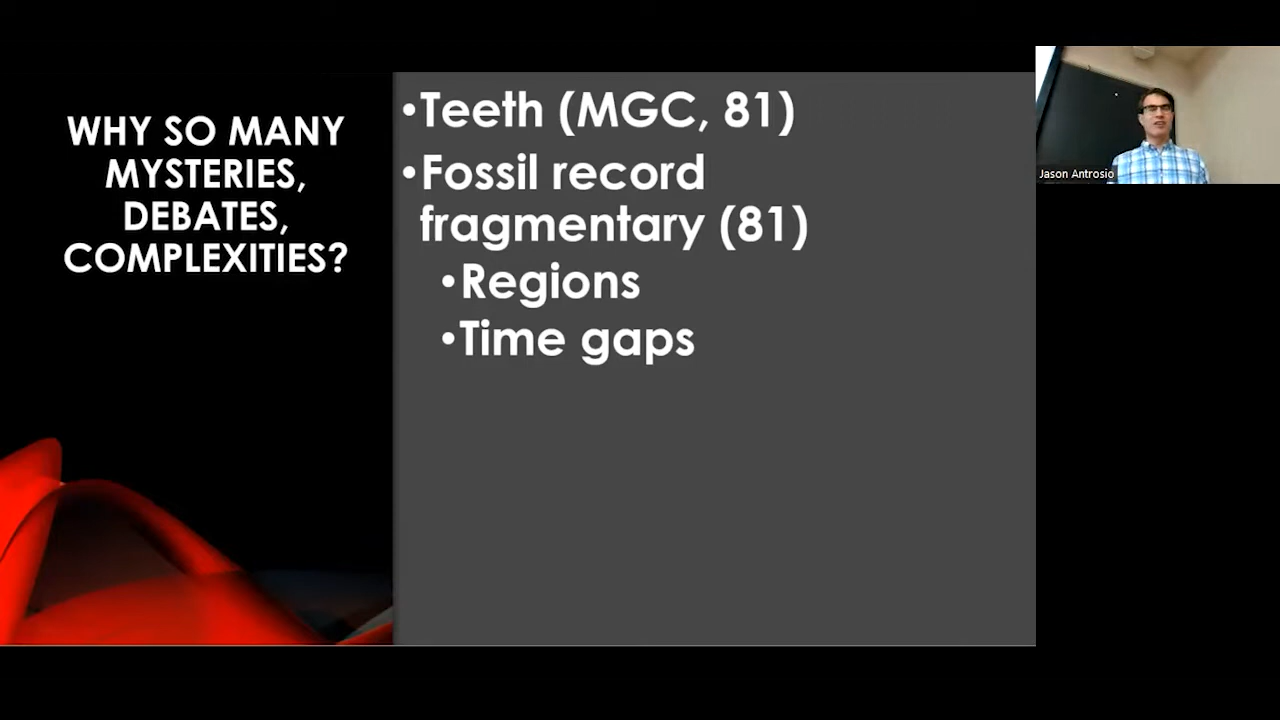 WHY SO MANY
MYSTERIES,
DEBATES,
COMPLEXITIES?
•Teeth (MGC, 81)
•Fossil record
fragmentary (81)
•Regions
•Time gaps
Jason Antrosio